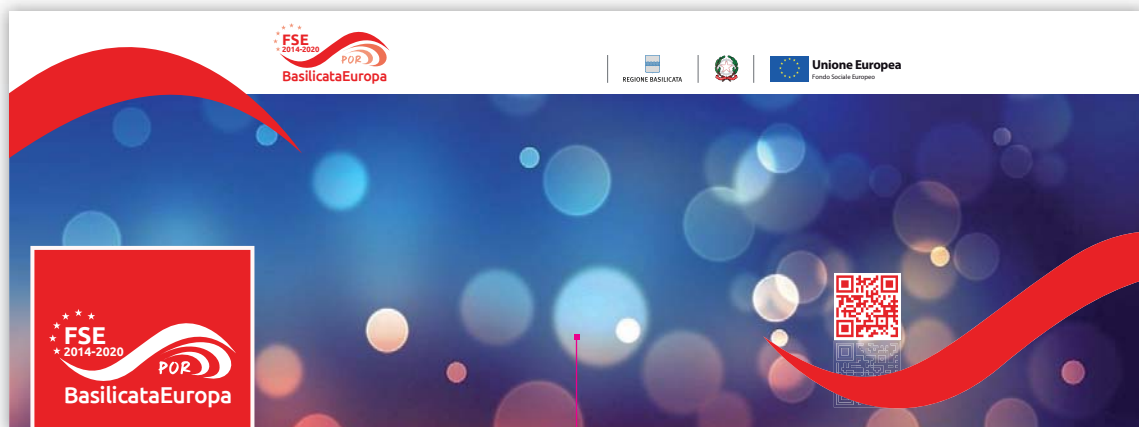 FSE
2014-2020
POR
BasilicataEuropa
REGIONE BASILICATA
Unione Europea
Fondo Sociale Europeo
FSE
2014-2020
POR
BasilicataEuropa